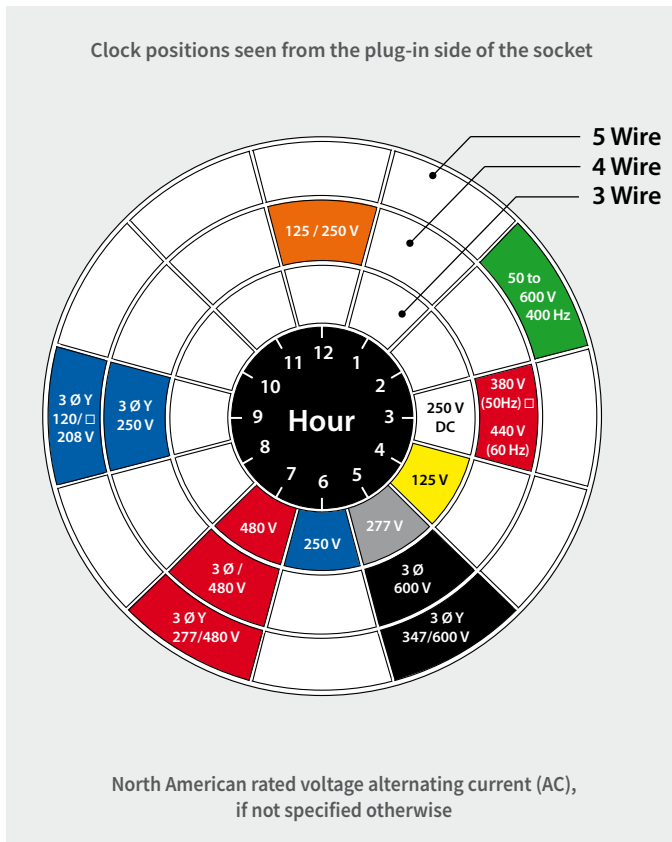 Clock positions seen from the plug-in side of the socket
5 Wire
4 Wire
3 Wire
125 / 250 V
50 to
600 V
400 Hz
12
1
2
3
4
5
6
7
8
9
10
11
Hour
3 Ø Y
120/ □
208 V
3 Ø Y
250 V
250 V
DC
380 V
(50Hz) □
440 V
(60 Hz)
125 V
480 V
250 V
277 V
3 Ø /
480 V
3 Ø
600 V
3 Ø Y
277/480 V
3 Ø Y
347/600 V
North American rated voltage alternating current (AC),
if not specified otherwise